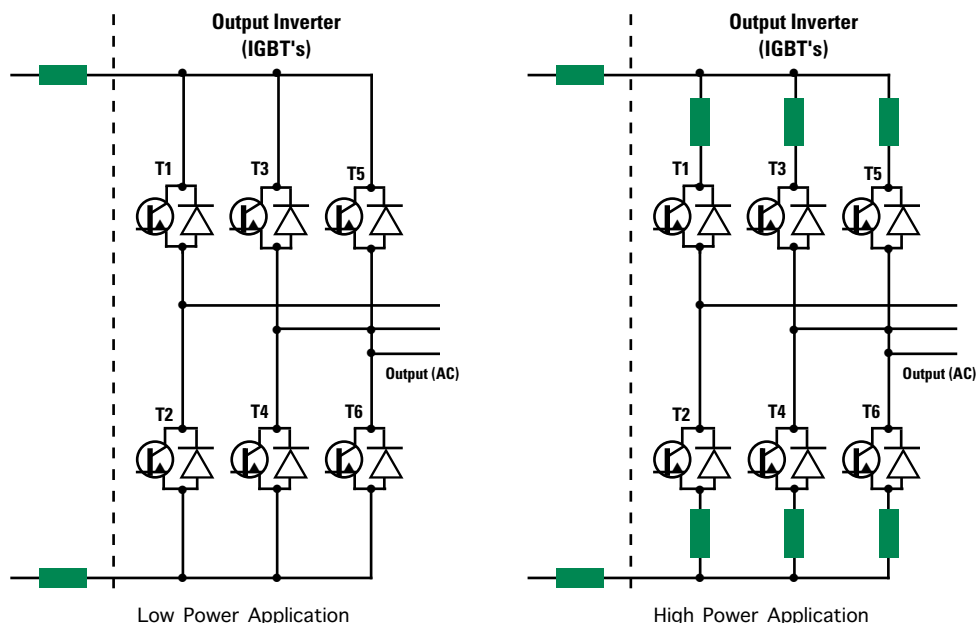 Output Inverter
(IGBT's)
T1
T3
T5
Output (AC)
T2
T4
T6
Low Power Application
Output Inverter
(IGBT's)
T1
T3
T5
Output (AC)
T2
T4
T6
High Power Application